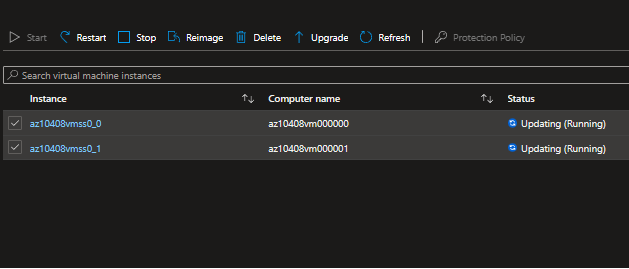 Start Restart Stop Reimage Delete Upgrade Refresh Protection Policy
Search virtual machine instances
Instance Computer name Status
az10408vmss0_0 az10408vm000000 Updating (Running)
az10408vmss0_1 az10408vm000001 Updating (Running)